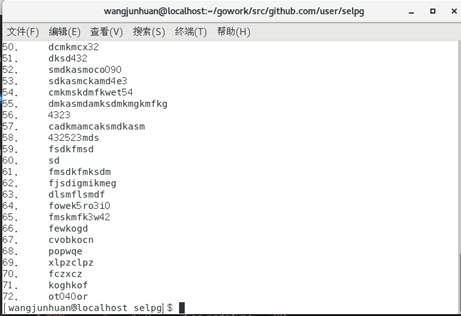 wangjunhuan@localhost:~/gowork/src/github.com/user/selpg
文件(F) 编辑(E) 查看(V) 搜索(S) 终端(T) 帮助(H)
50. dcmkmcx32
51. dksd432
52. smdkasmoco090
53. sdkasmckamd4e3
54. cmkmskdmfkwet54
55. dmkasmdamksdmkmgkmfkg
56. 4323
57. cadkmamcaksmdkasm
58. 432523mds
59. fsdkfmsd
60. sd
61. fmsdkfmksdm
62. fjsdigmikmeg
63. dlsmflsmdf
64. fowek5ro3i0
65. fmskmfk3w42
66. fewkogd
67. cvobkocn
68. popwqe
69. xlpzclpz
70. fczxcz
71. koghkof
72. ot040or
[wangjunhuan@localhost selpg]$